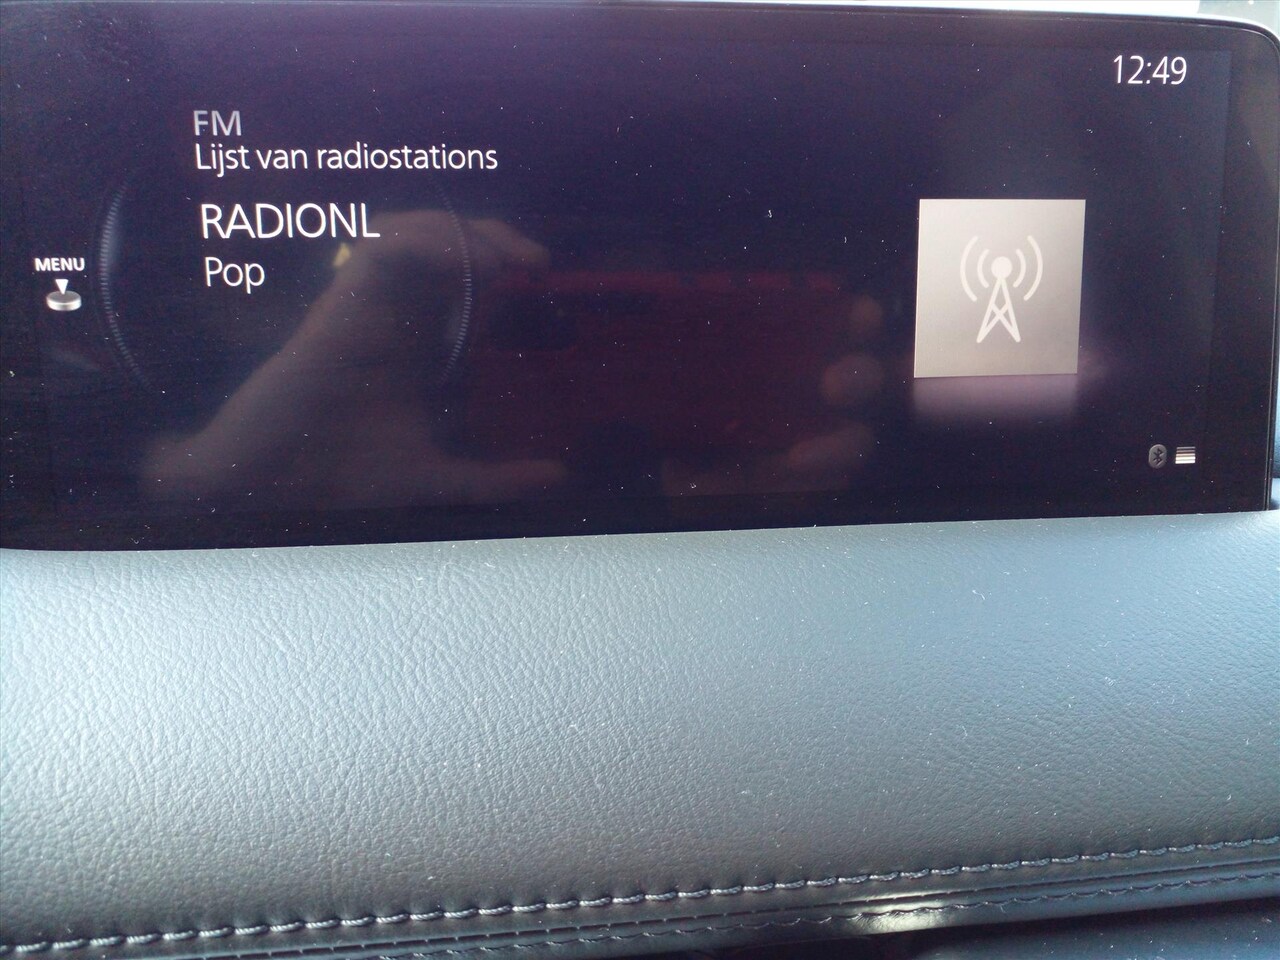 12:49
FM
Lijst van radiostations
RADIONL
Pop
MENU